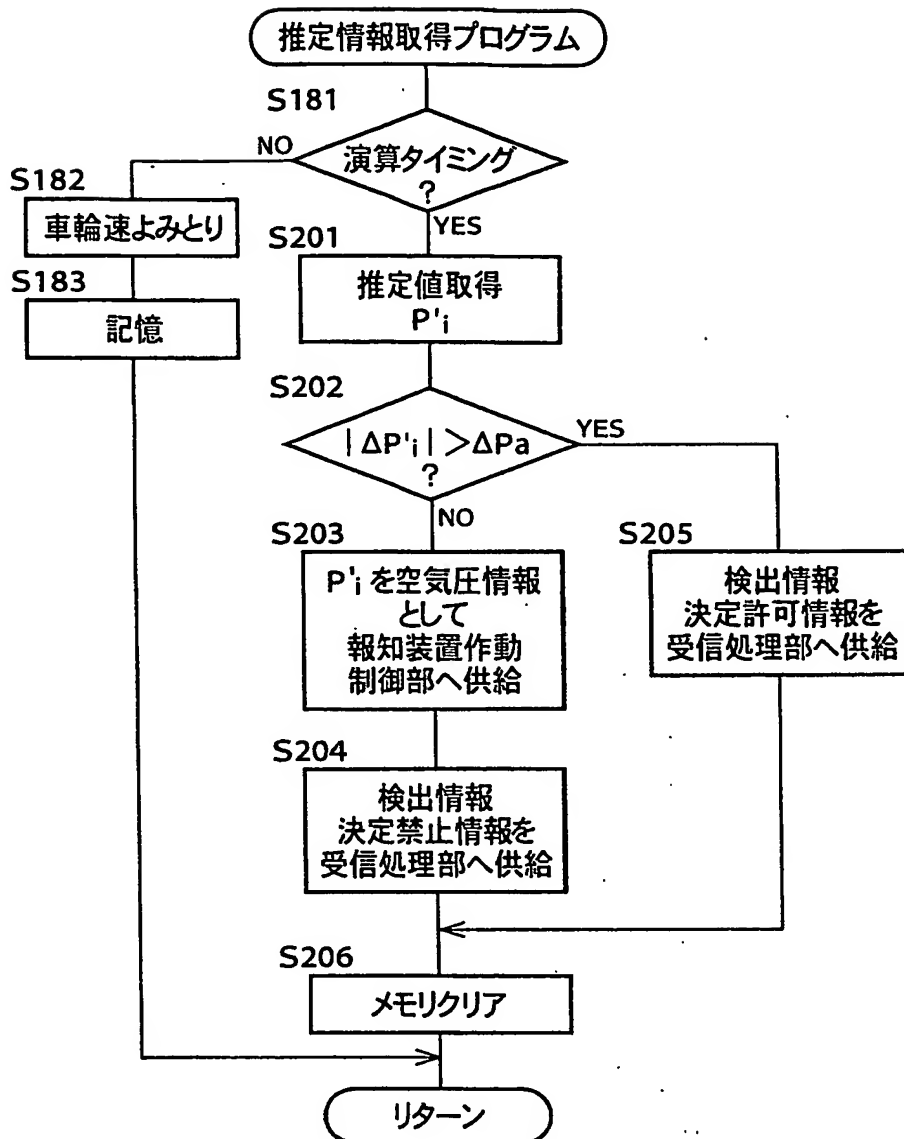 推定情報取得プログラム
S181
演算タイミング
?
NO
YES
S182
車輪速よみとり
S183
記憶
S201
推定値取得
P'i
S202
|ΔP'i|>ΔPa
?
YES
NO
S203
P'iを空気圧情報
として
報知装置作動
制御部へ供給
S205
検出情報
決定許可情報を
受信処理部へ供給
S204
検出情報
決定禁止情報を
受信処理部へ供給
S206
メモリクリア
リターン